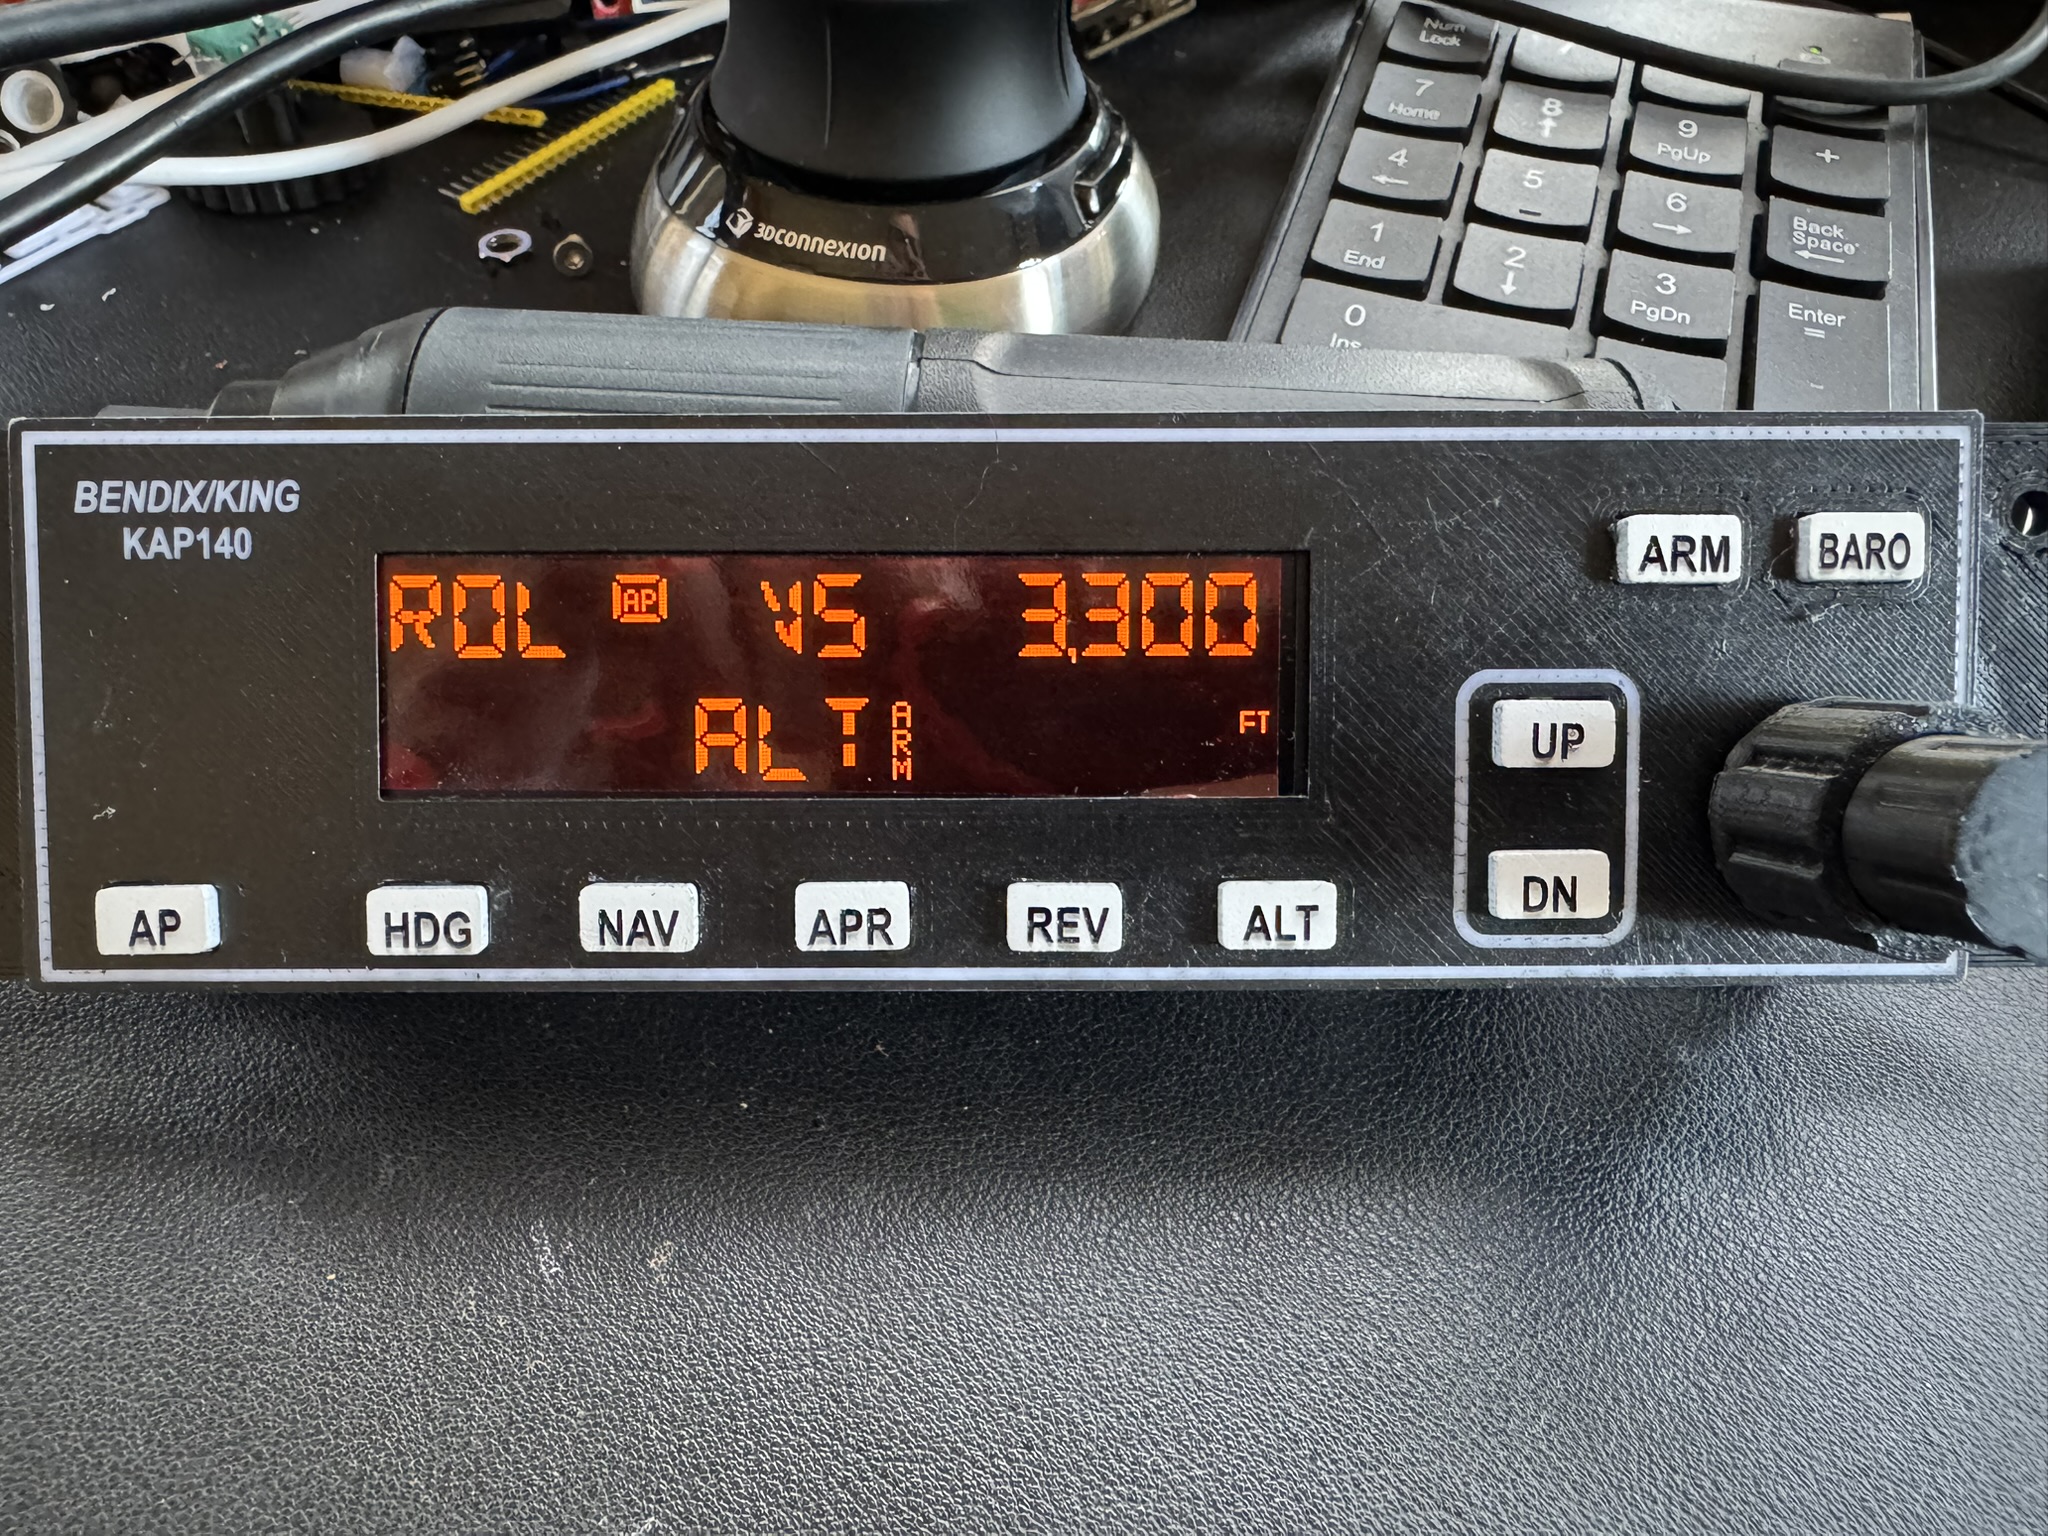 Num
Lock
7
Home
8
↑
9
PgUp
+
4
←
5
6
→
Back
Space
←
1
End
2
↓
3
PgDn
Enter
=
0
Ins
3Dconnexion
BENDIX/KING
KAP140
ARM
BARO
ROL AP VS 3,300
ALT ARM FT
UP
DN
AP HDG NAV APR REV ALT